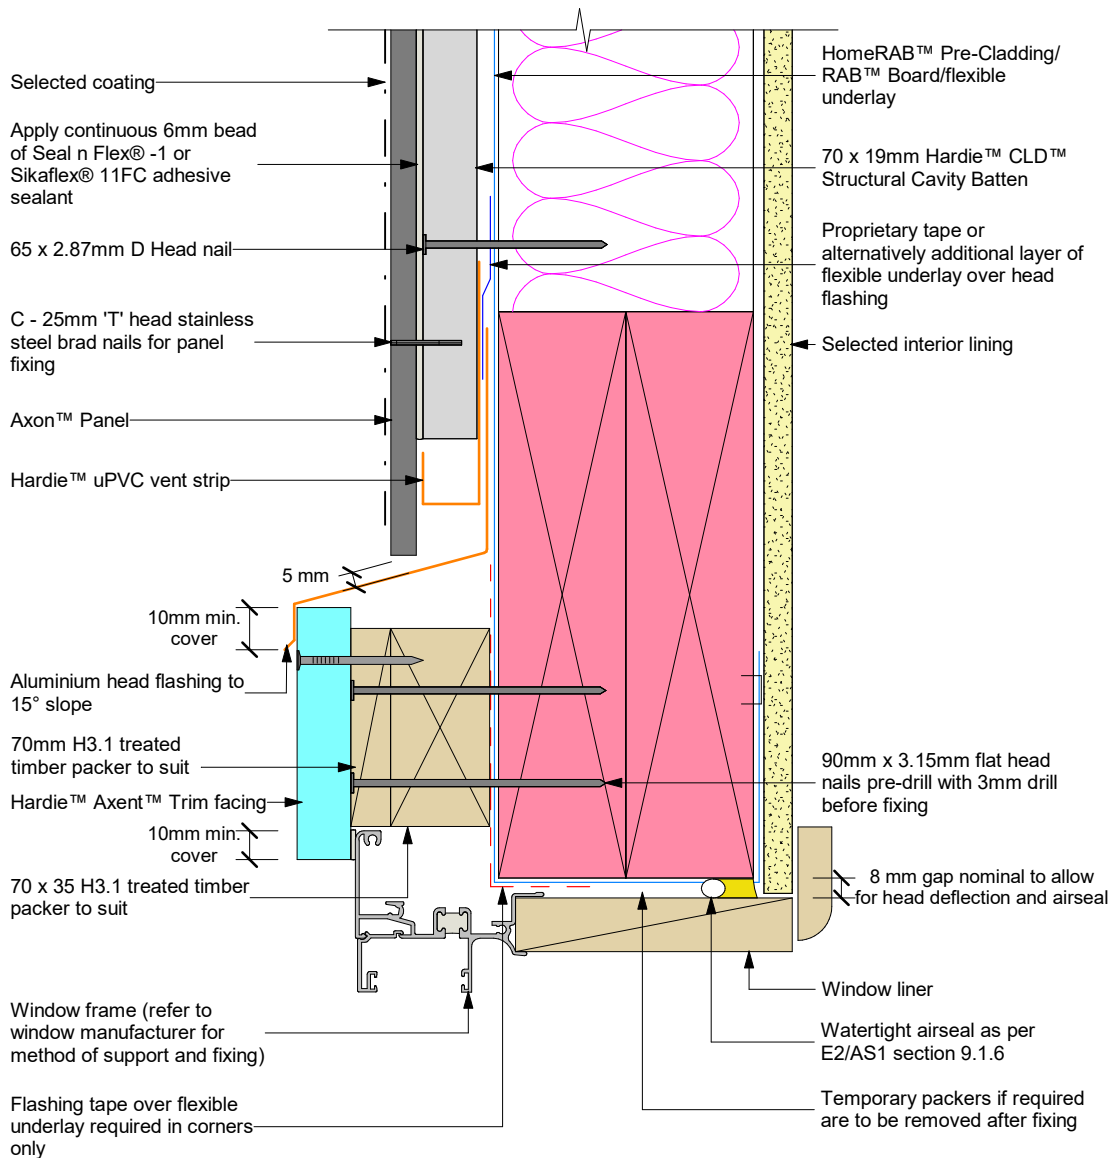 Selected coating
Apply continuous 6mm bead
of Seal n Flex® -1 or
Sikaflex® 11FC adhesive
sealant
65 x 2.87mm D Head nail
C - 25mm 'T' head stainless
steel brad nails for panel
fixing
Axon™ Panel
Hardie™ uPVC vent strip
5 mm
10mm min.
cover
Aluminium head flashing to
15° slope
70mm H3.1 treated
timber packer to suit
Hardie™ Axent™ Trim facing
10mm min.
cover
70 x 35 H3.1 treated timber
packer to suit
Window frame (refer to
window manufacturer for
method of support and fixing)
Flashing tape over flexible
underlay required in corners
only
HomeRAB™ Pre-Cladding/
RAB™ Board/flexible
underlay
70 x 19mm Hardie™ CLD™
Structural Cavity Batten
Proprietary tape or
alternatively additional layer of
flexible underlay over head
flashing
Selected interior lining
90mm x 3.15mm flat head
nails pre-drill with 3mm drill
before fixing
8 mm gap nominal to allow
for head deflection and airseal
Window liner
Watertight airseal as per
E2/AS1 section 9.1.6
Temporary packers if required
are to be removed after fixing